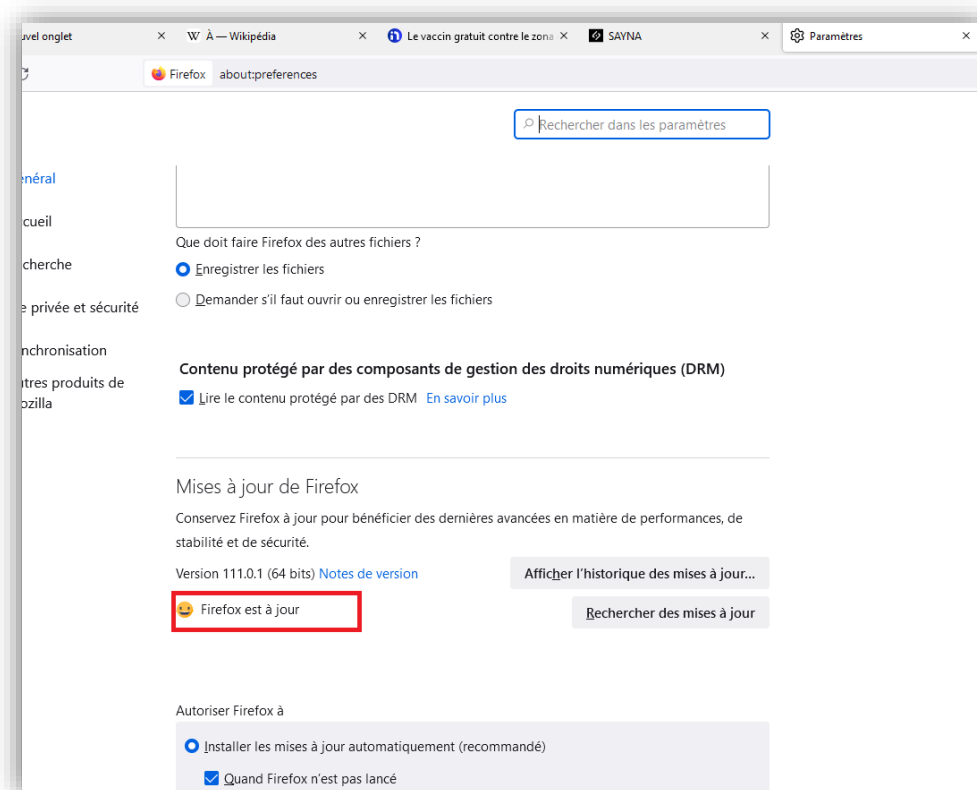 uvel onglet
À — Wikipédia
Le vaccin gratuit contre le zona
SAYNA
Paramètres
Firefox about:preferences
Rechercher dans les paramètres
énéral
cueil
cherche
e privée et sécurité
nchronisation
utres produits de
ozilla
Que doit faire Firefox des autres fichiers ?
Enregistrer les fichiers
Demander s'il faut ouvrir ou enregistrer les fichiers
Contenu protégé par des composants de gestion des droits numériques (DRM)
Lire le contenu protégé par des DRM En savoir plus
Mises à jour de Firefox
Conservez Firefox à jour pour bénéficier des dernières avancées en matière de performances, de
stabilité et de sécurité.
Version 111.0.1 (64 bits) Notes de version
Afficher l'historique des mises à jour...
Firefox est à jour
Rechercher des mises à jour
Autoriser Firefox à
Installer les mises à jour automatiquement (recommandé)
Quand Firefox n'est pas lancé